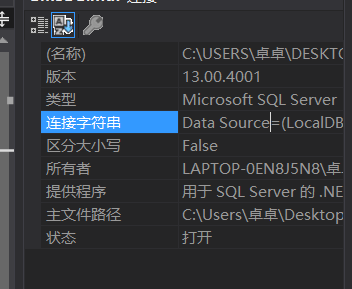 连接
(名称) C:\USERS\卓卓\DESKTO
版本 13.00.4001
类型 Microsoft SQL Server
连接字符串 Data Source=(LocalDB
区分大小写 False
所有者 LAPTOP-0EN8J5N8\卓
提供程序 用于 SQL Server 的 .NE
主文件路径 C:\Users\卓卓\Desktop
状态 打开